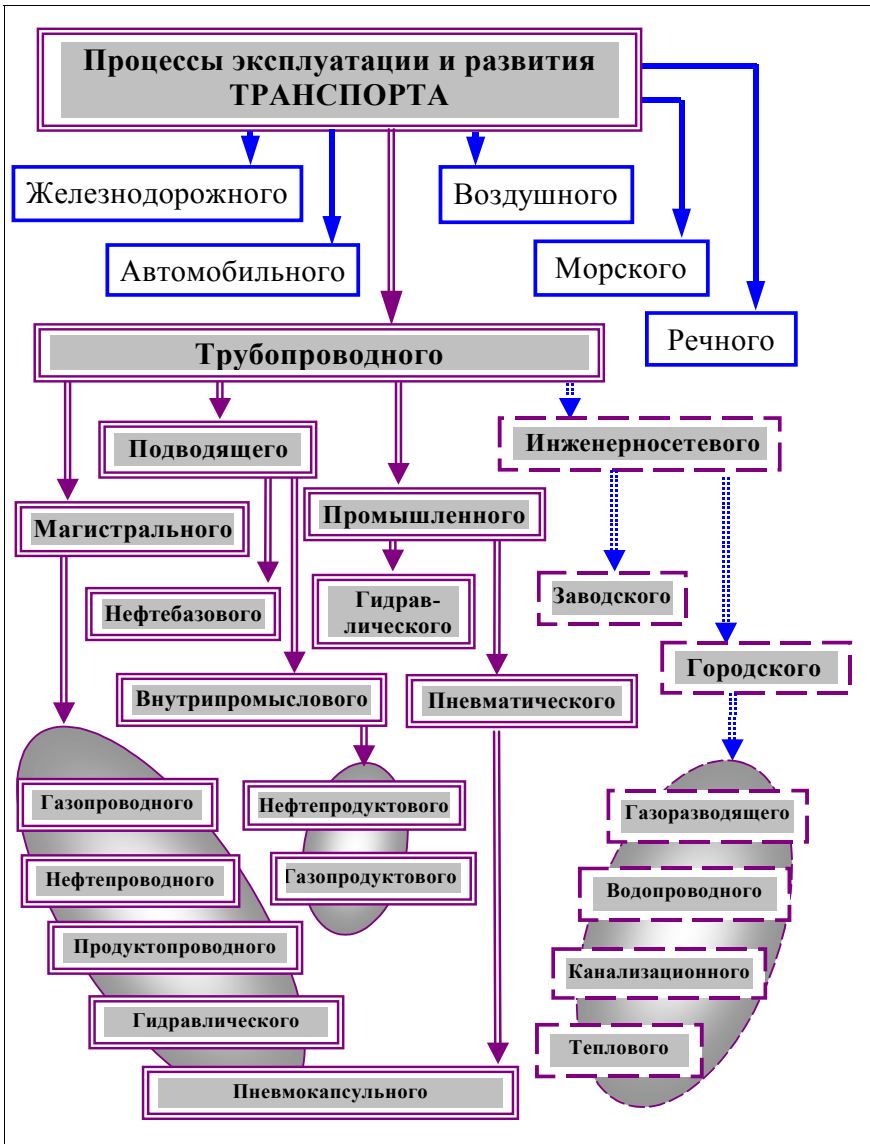 Процессы эксплуатации и развития
ТРАНСПОРТА
Железнодорожного
Воздушного
Автомобильного
Морского
Речного
Трубопроводного
Подводящего
Инженерносетевого
Магистрального
Промышленного
Нефтебазового
Гидрав-
лического
Заводского
Городского
Внутрипромыслового
Пневматического
Газопроводного
Нефтепродуктового
Газоразводящего
Нефтепроводного
Газопродуктового
Водопроводного
Продуктопроводного
Канализационного
Гидравлического
Теплового
Пневмокапсульного